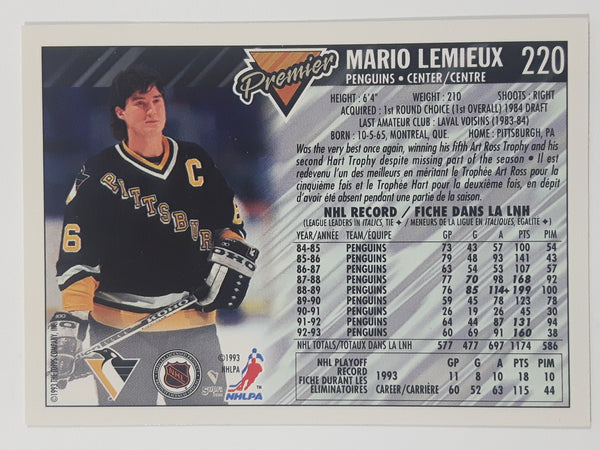 Premier
MARIO LEMIEUX 220
PENGUINS • CENTER/CENTRE
HEIGHT : 6'4" WEIGHT : 210 SHOOTS : RIGHT
ACQUIRED : 1st ROUND CHOICE (1st OVERALL) 1984 DRAFT
LAST AMATEUR CLUB : LAVAL VOISINS (1983-84)
BORN : 10-5-65, MONTREAL, QUE. HOME : PITTSBURGH, PA
Was the very best once again, winning his fifth Art Ross Trophy and his
second Hart Trophy despite missing part of the season • Il est
redevenu l'un des meilleurs en méritant le Trophée Art Ross pour la
cinquième fois et le Trophée Hart pour la deuxième fois, en dépit
d'avoir été absent pendant une partie de la saison.
NHL RECORD / FICHE DANS LA LNH
(LEAGUE LEADERS IN ITALICS, TIE ✦ / MENEURS DE LA LIGUE EN ITALIQUES, ÉGALITÉ ✦)
YEAR/ANNÉE TEAM/ÉQUIPE GP G A PTS PIM
84-85 PENGUINS 73 43 57 100 54
85-86 PENGUINS 79 48 93 141 43
86-87 PENGUINS 63 54 53 107 57
87-88 PENGUINS 77 70 98 168 92
88-89 PENGUINS 76 85 114✦ 199 100
89-90 PENGUINS 59 45 78 123 78
90-91 PENGUINS 26 19 26 45 30
91-92 PENGUINS 64 44 87 131 94
92-93 PENGUINS 60 69 91 160 38
NHL TOTALS/TOTAUX DANS LA LNH 577 477 697 1174 586
NHL PLAYOFF RECORD
FICHE DURANT LES ÉLIMINATOIRES
GP G A PTS PIM
1993 11 8 10 18 10
CAREER/CARRIÈRE 60 52 63 115 44
C
PITTSBURGH
6
KOHO
©1993 THE TOPPS COMPANY, INC.
NHL
©1993
NHLPA
NHLPA